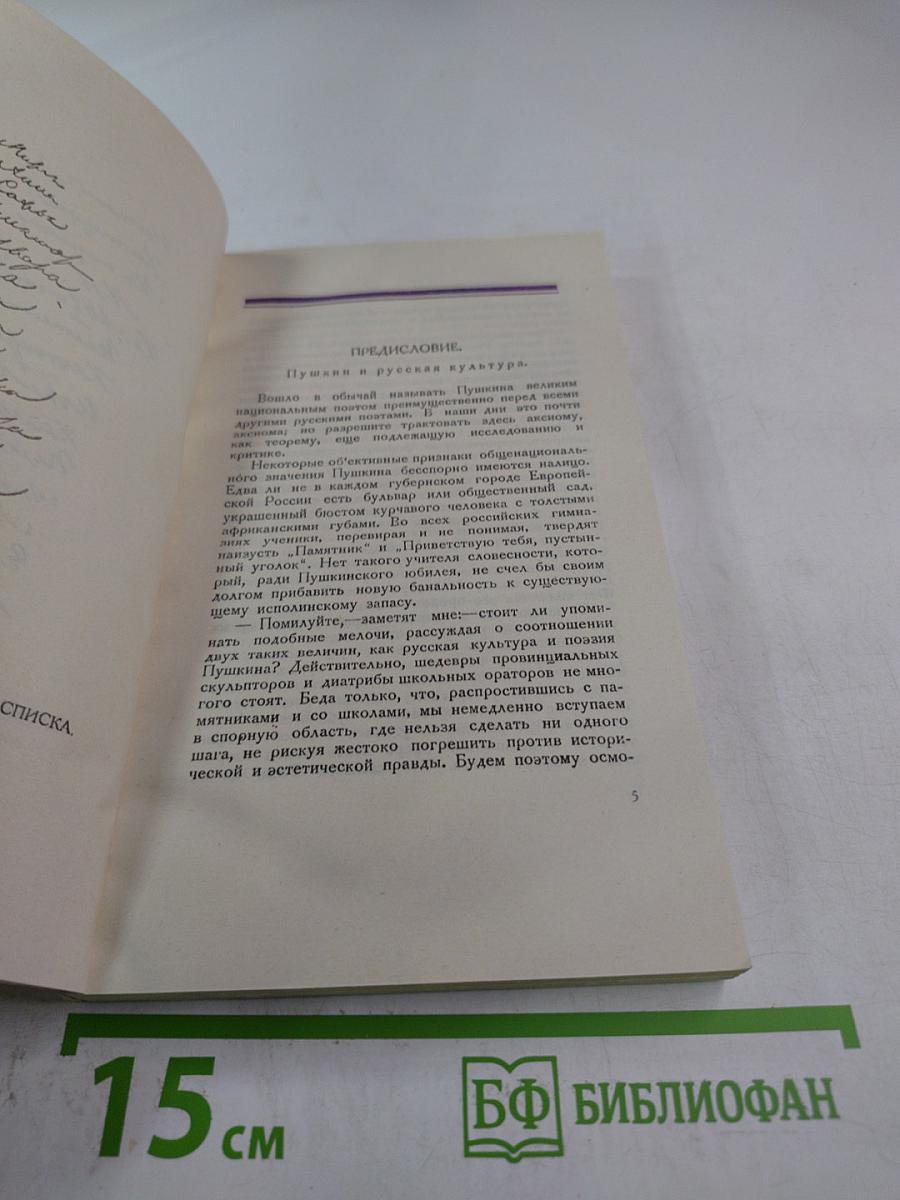 СПИСКА.
ПРЕДИСЛОВИЕ.
Пушкин и русская культура.
Вошло в обычай называть Пушкина великим
национальным поэтом преимущественно перед всеми
другими русскими поэтами. В наши дни это почти
аксиома; но разрешите трактовать здесь аксиому,
как теорему, еще подлежащую исследованию и
критике.
Некоторые об'ективные признаки общенациональ-
ного значения Пушкина бесспорно имеются налицо.
Едва ли не в каждом губернском городе Европей-
ской России есть бульвар или общественный сад,
украшенный бюстом курчавого человека с толстыми
африканскими губами. Во всех российских гимна-
зиях ученики, перевирая и не понимая, твердят
наизусть „Памятник“ и „Приветствую тебя, пустын-
ный уголок“. Нет такого учителя словесности, кото-
рый, ради Пушкинского юбилея, не счел бы своим
долгом прибавить новую банальность к существую-
щему исполинскому запасу.
— Помилуйте,—заметят мне:—стоит ли упоми-
нать подобные мелочи, рассуждая о соотношении
двух таких величин, как русская культура и поэзия
Пушкина? Действительно, шедевры провинциальных
скульпторов и диатрибы школьных ораторов не мно-
гого стоят. Беда только, что, распростившись с па-
мятниками и со школами, мы немедленно вступаем
в спорную область, где нельзя сделать ни одного
шага, не рискуя жестоко погрешить против истори-
ческой и эстетической правды. Будем поэтому осмо-
5
15 см
БФ БИБЛИОФАН